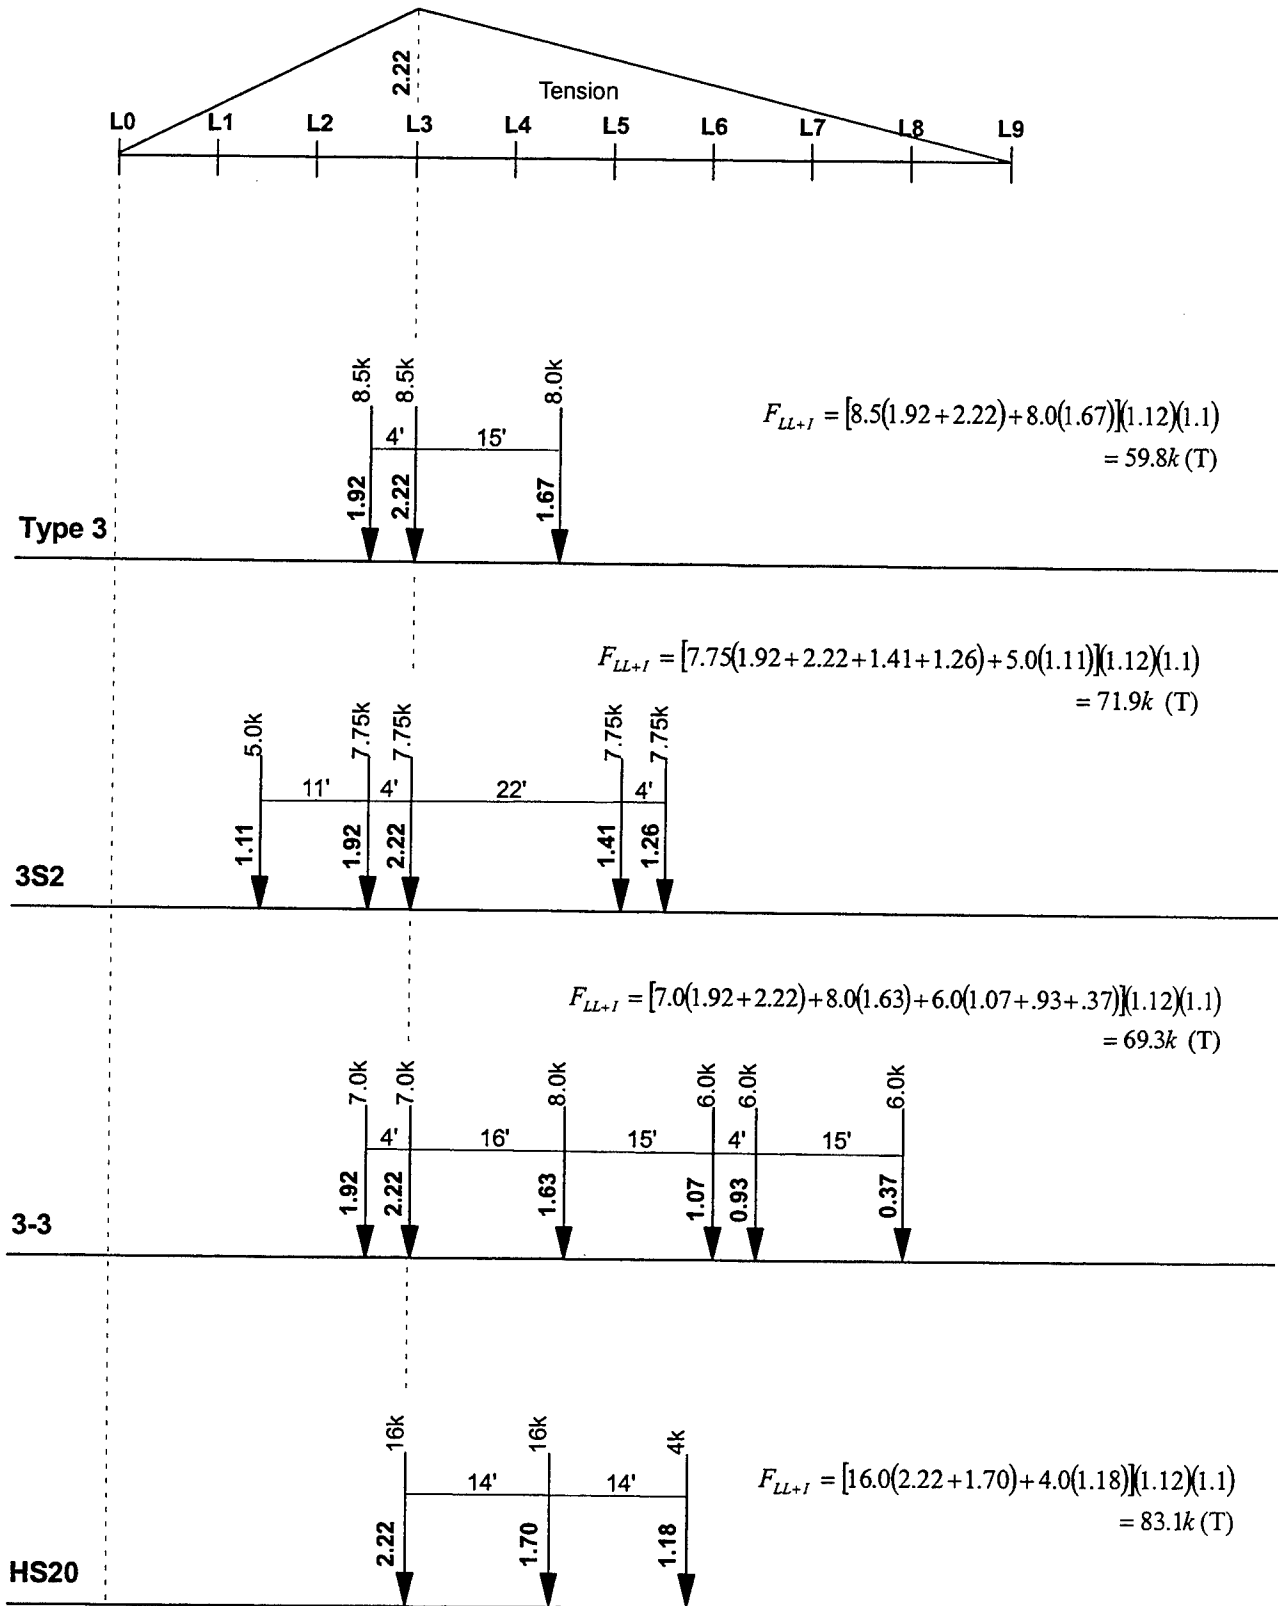 2.22
Tension
L0 L1 L2 L3 L4 L5 L6 L7 L8 L9
8.5k 8.5k 8.0k
4' 15'
1.92 2.22 1.67
F_{LL+I} = [8.5(1.92+2.22)+8.0(1.67)](1.12)(1.1)
= 59.8k (T)
Type 3
F_{LL+I} = [7.75(1.92+2.22+1.41+1.26)+5.0(1.11)](1.12)(1.1)
= 71.9k (T)
5.0k 7.75k 7.75k 7.75k 7.75k
11' 4' 22' 4'
1.11 1.92 2.22 1.41 1.26
3S2
F_{LL+I} = [7.0(1.92+2.22)+8.0(1.63)+6.0(1.07+.93+.37)](1.12)(1.1)
= 69.3k (T)
7.0k 7.0k 8.0k 6.0k 6.0k 6.0k
4' 16' 15' 4' 15'
1.92 2.22 1.63 1.07 0.93 0.37
3-3
16k 16k 4k
14' 14'
2.22 1.70 1.18
F_{LL+I} = [16.0(2.22+1.70)+4.0(1.18)](1.12)(1.1)
= 83.1k (T)
HS20